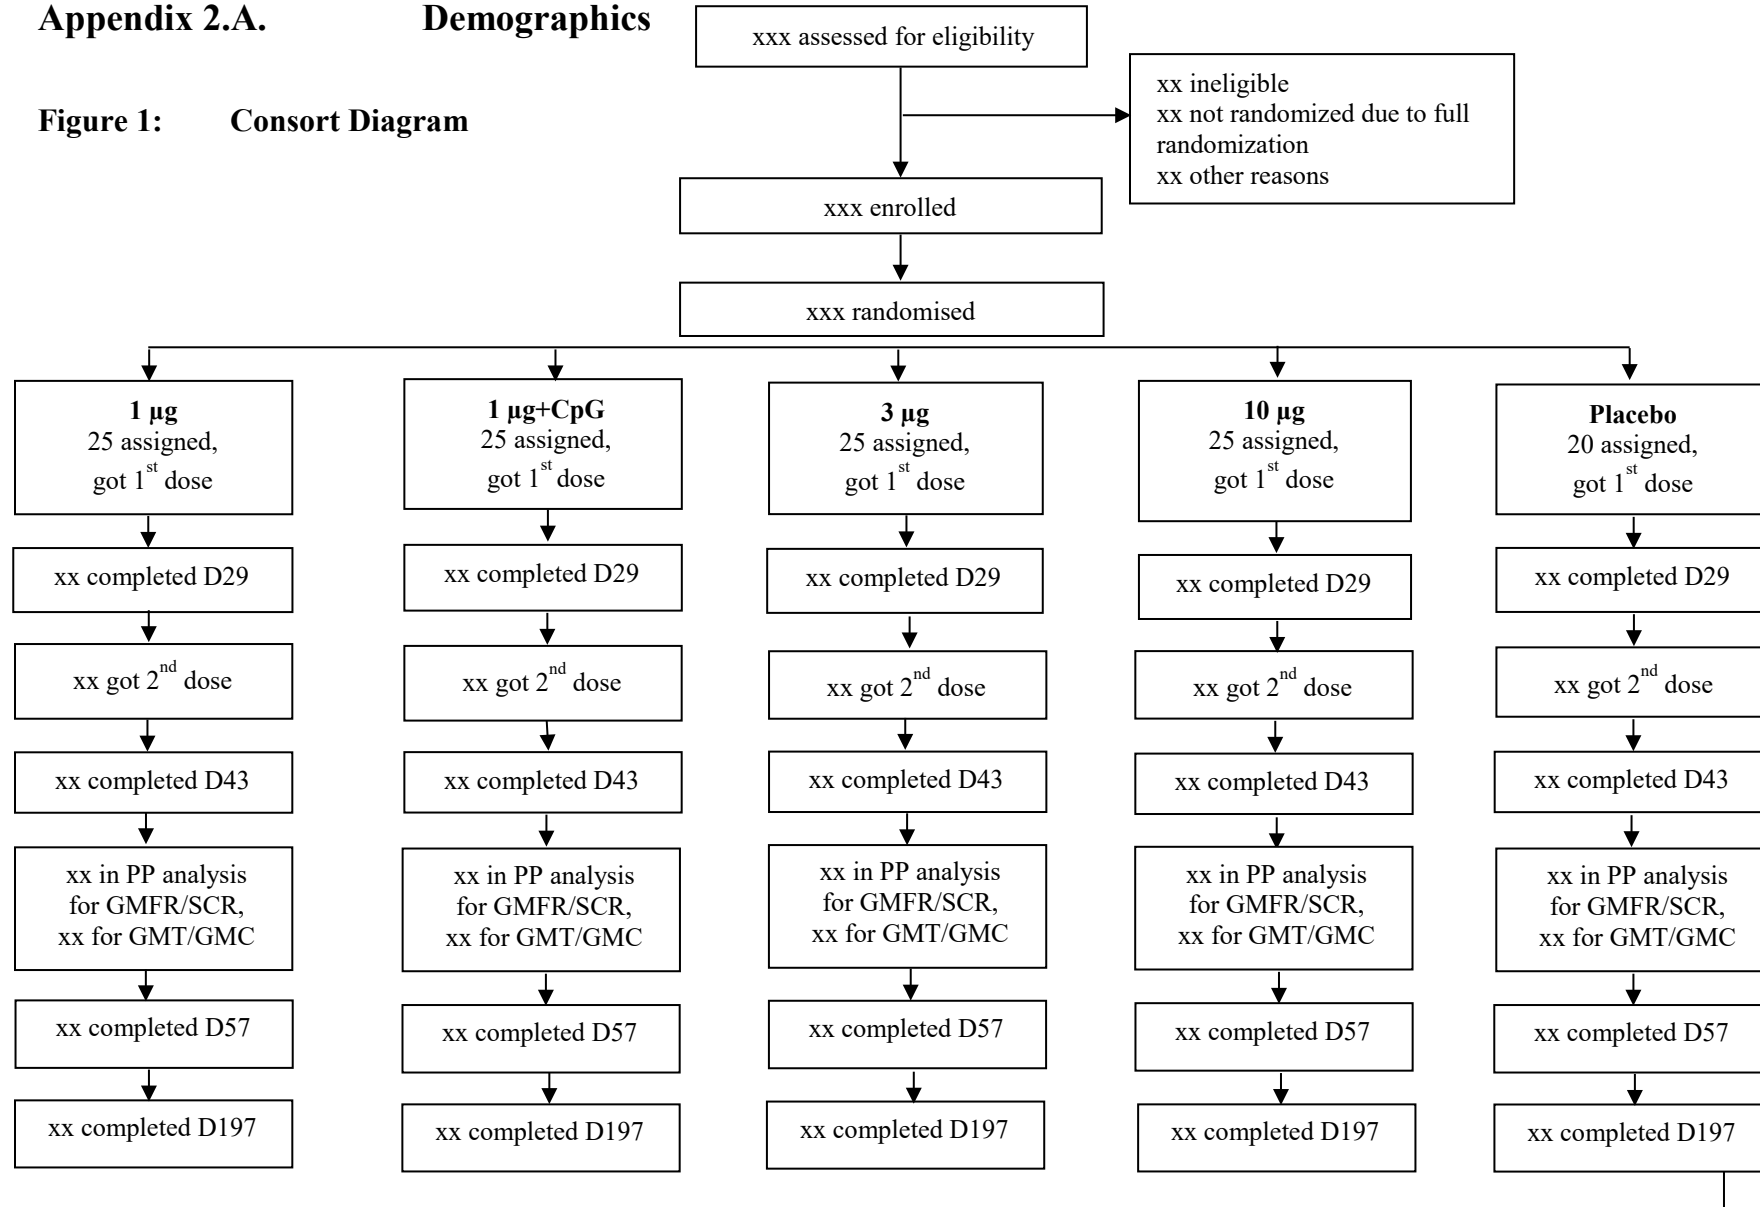 Appendix 2.A. Demographics
xxx assessed for eligibility
xx ineligible
xx not randomized due to full
randomization
xx other reasons
Figure 1: Consort Diagram
xxx enrolled
xxx randomised
1 µg
25 assigned,
got 1st dose
1 µg+CpG
25 assigned,
got 1st dose
3 µg
25 assigned,
got 1st dose
10 µg
25 assigned,
got 1st dose
Placebo
20 assigned,
got 1st dose
xx completed D29
xx completed D29
xx completed D29
xx completed D29
xx completed D29
xx got 2nd dose
xx got 2nd dose
xx got 2nd dose
xx got 2nd dose
xx got 2nd dose
xx completed D43
xx completed D43
xx completed D43
xx completed D43
xx completed D43
xx in PP analysis
for GMFR/SCR,
xx for GMT/GMC
xx in PP analysis
for GMFR/SCR,
xx for GMT/GMC
xx in PP analysis
for GMFR/SCR,
xx for GMT/GMC
xx in PP analysis
for GMFR/SCR,
xx for GMT/GMC
xx in PP analysis
for GMFR/SCR,
xx for GMT/GMC
xx completed D57
xx completed D57
xx completed D57
xx completed D57
xx completed D57
xx completed D197
xx completed D197
xx completed D197
xx completed D197
xx completed D197